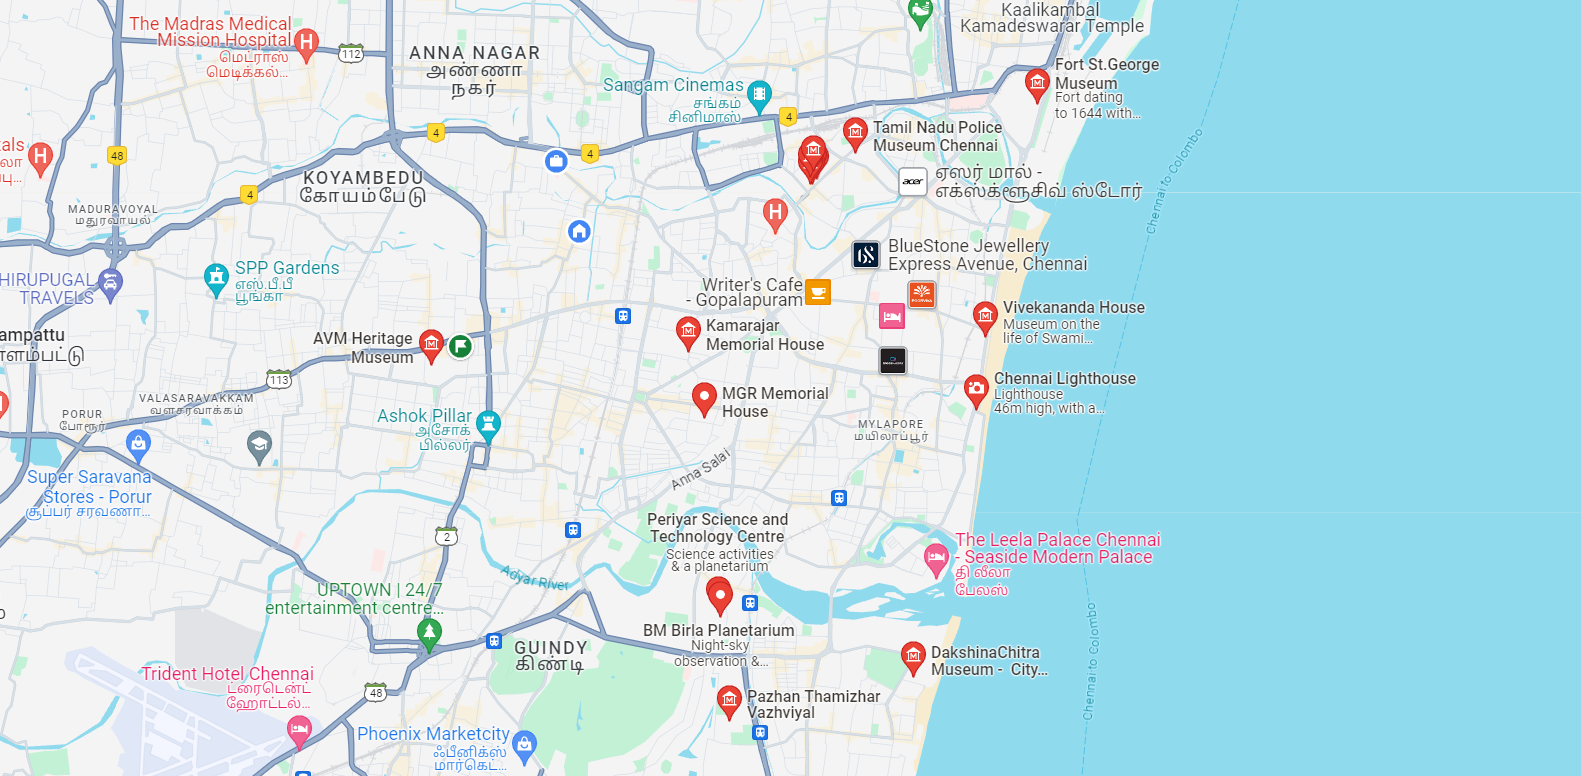 Kaalikambal
Kamadeswarar Temple
The Madras Medical
Mission Hospital
மெட்ராஸ்
மெடிக்கல்...
112
ANNA NAGAR
அண்ணா
நகர்
Sangam Cinemas
சங்கம்
சினிமாஸ்
Fort St.George
Museum
Fort dating
to 1644 with...
4
4
4
48
Tamil Nadu Police
Museum Chennai
Chennai to Colombo
acer
ஏஸர் மால் -
எக்ஸ்க்ளூசிவ் ஸ்டோர்
KOYAMBEDU
கோயம்பேடு
4
MADURAVOYAL
மதுரவாயல்
BlueStone Jewellery
Express Avenue, Chennai
SPP Gardens
எஸ்.பி.பீ
பூங்கா
HIRUPUGAL
TRAVELS
Writer's Cafe
- Gopalapuram
Vivekananda House
Museum on the
life of Swami...
Kamarajar
Memorial House
AVM Heritage
Museum
ampattu
113
Chennai Lighthouse
Lighthouse
46m high, with a...
MGR Memorial
House
VALASARAVAKKAM
வளசரவாக்கம்
PORUR
போரூர்
Ashok Pillar
அசோக்
பில்லர்
MYLAPORE
மயிலாப்பூர்
Anna Salai
Super Saravana
Stores - Porur
சூப்பர் சரவணா...
Periyar Science and
Technology Centre
Science activities
& a planetarium
2
The Leela Palace Chennai
- Seaside Modern Palace
தி லீலா
பேலஸ்
Adyar River
UPTOWN | 24/7
entertainment centre...
BM Birla Planetarium
Night-sky
observation &...
Chennai to Colombo
GUINDY
கிண்டி
DakshinaChitra
Museum - City...
Trident Hotel Chennai
ட்ரைடென்ட்
ஹோட்டல்...
48
Pazhan Thamizhar
Vazhviyal
Phoenix Marketcity
ஃபீனிக்ஸ்
மார்கெட்...